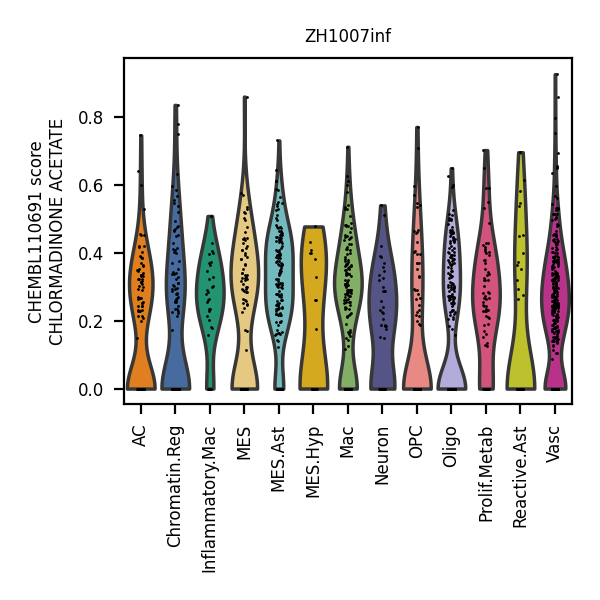 ZH1007inf
CHEMBL110691 score
CHLORMADINONE ACETATE
0.8
0.6
0.4
0.2
0.0
AC
Chromatin.Reg
Inflammatory.Mac
MES
MES.Ast
MES.Hyp
Mac
Neuron
OPC
Oligo
Prolif.Metab
Reactive.Ast
Vasc